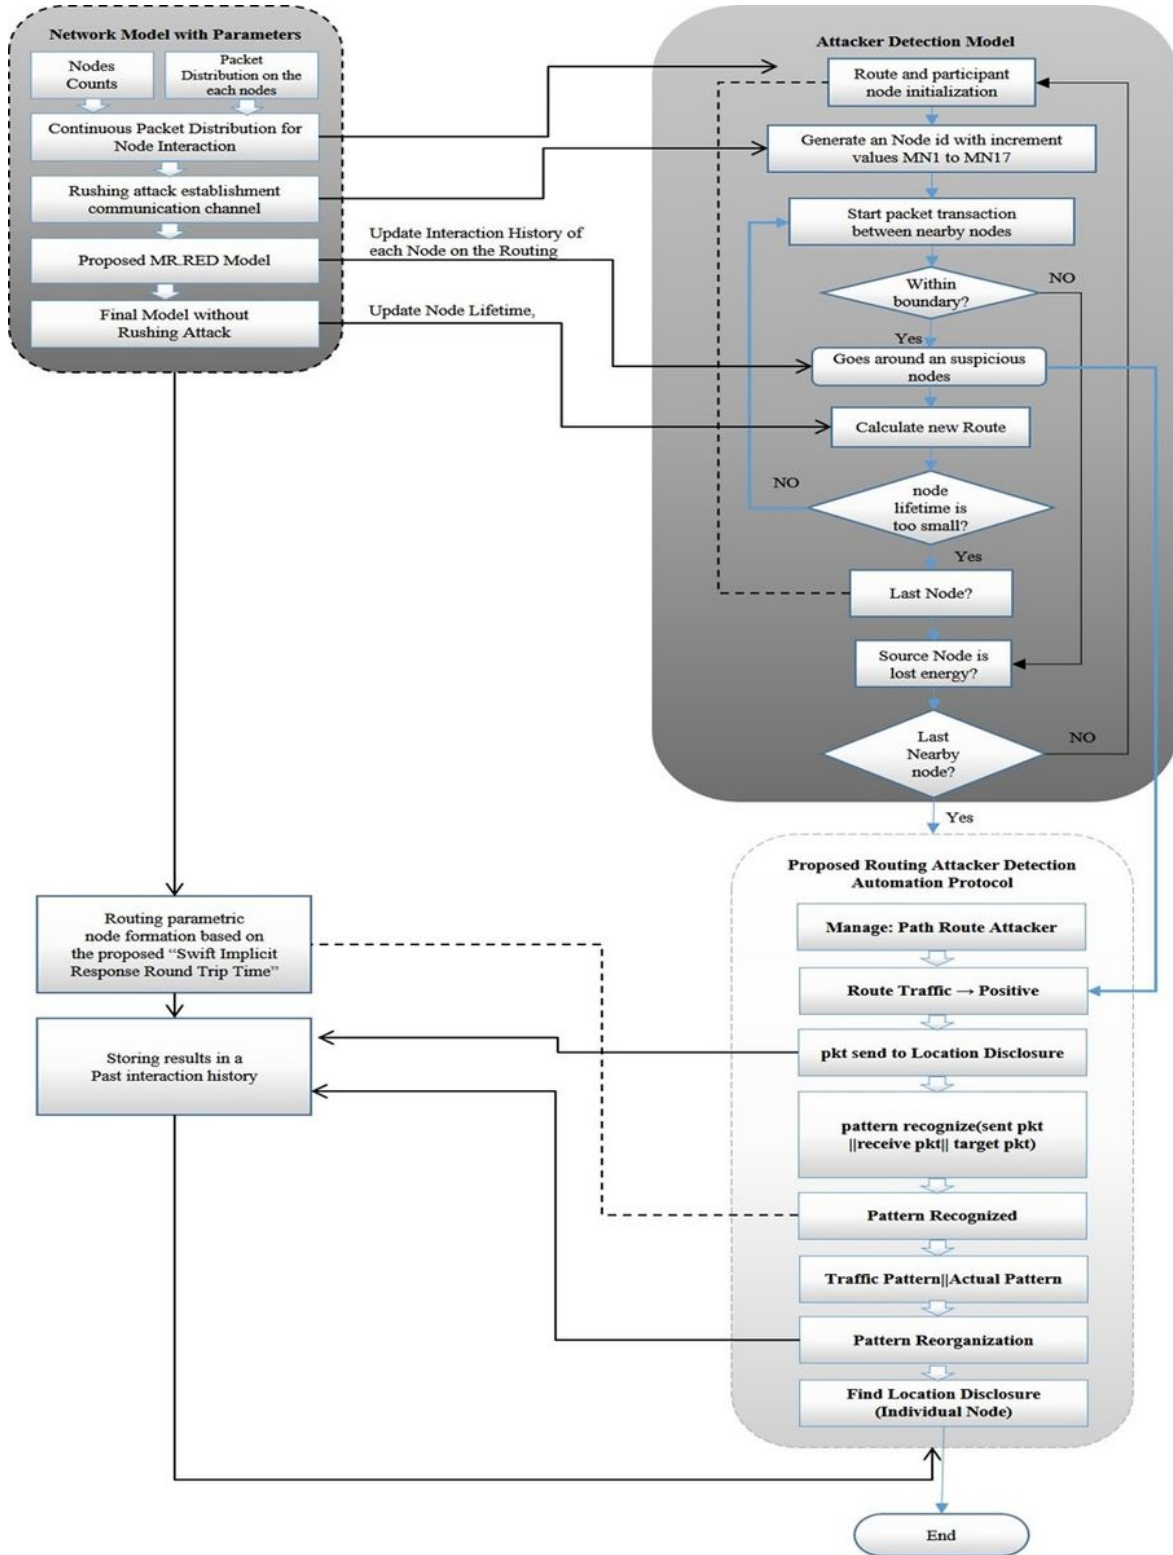 Network Model with Parameters
Nodes
Counts
Packet
Distribution on the
each nodes
Continuous Packet Distribution for
Node Interaction
Rushing attack establishment
communication channel
Proposed MR.RED Model
Final Model without
Rushing Attack
Update Interaction History of
each Node on the Routing
Update Node Lifetime,
Attacker Detection Model
Route and participant
node initialization
Generate an Node id with increment
values MN1 to MN17
Start packet transaction
between nearby nodes
Within
boundary?
NO
Yes
Goes around an suspicious
nodes
Calculate new Route
NO
node
lifetime is
too small?
Yes
Last Node?
Source Node is
lost energy?
Last
Nearby
node?
NO
Yes
Proposed Routing Attacker Detection
Automation Protocol
Manage: Path Route Attacker
Route Traffic → Positive
pkt send to Location Disclosure
pattern recognize(sent pkt
||receive pkt|| target pkt)
Pattern Recognized
Traffic Pattern||Actual Pattern
Pattern Reorganization
Find Location Disclosure
(Individual Node)
Routing parametric
node formation based on
the proposed “Swift Implicit
Response Round Trip Time”
Storing results in a
Past interaction history
End